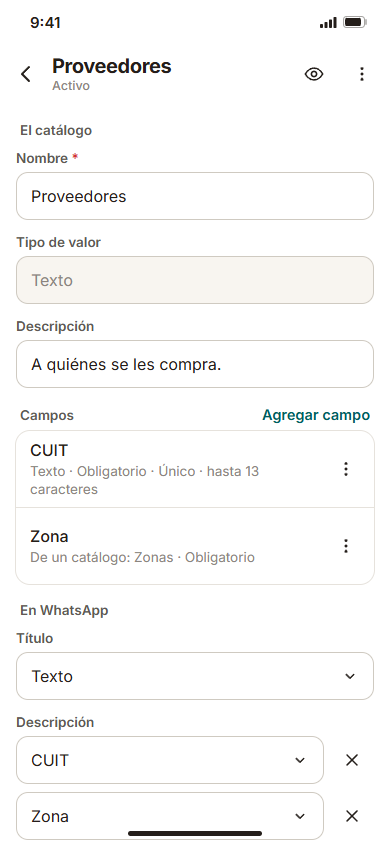 9:41
Proveedores
Activo
El catálogo
Nombre *
Proveedores
Tipo de valor
Texto
Descripción
A quiénes se les compra.
Campos
Agregar campo
CUIT
Texto · Obligatorio · Único · hasta 13
caracteres
Zona
De un catálogo: Zonas · Obligatorio
En WhatsApp
Título
Texto
Descripción
CUIT
Zona